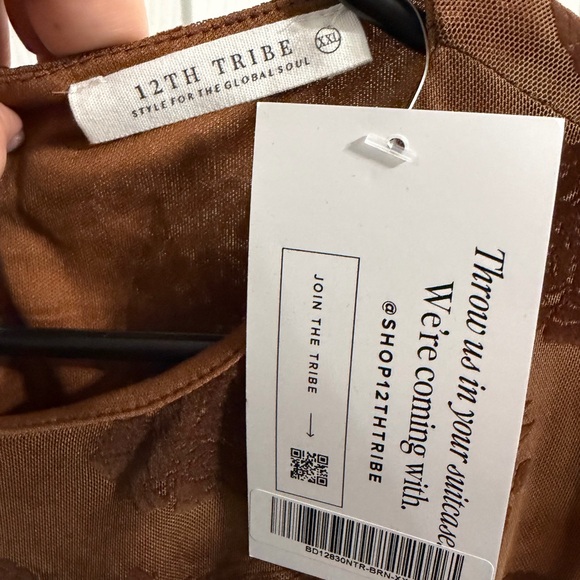 12TH TRIBE
STYLE FOR THE GLOBAL SOUL
XXL
Throw us in your suitcase.
We're coming with.
@SHOP12THTRIBE
JOIN THE TRIBE →